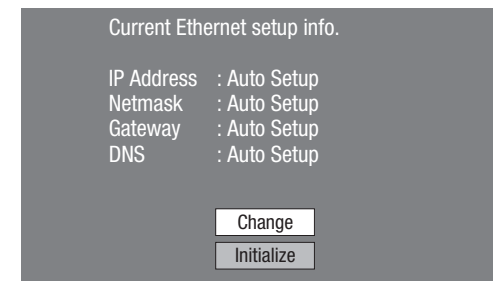 Current Ethernet setup info.
IP Address : Auto Setup
Netmask : Auto Setup
Gateway : Auto Setup
DNS : Auto Setup
Change
Initialize